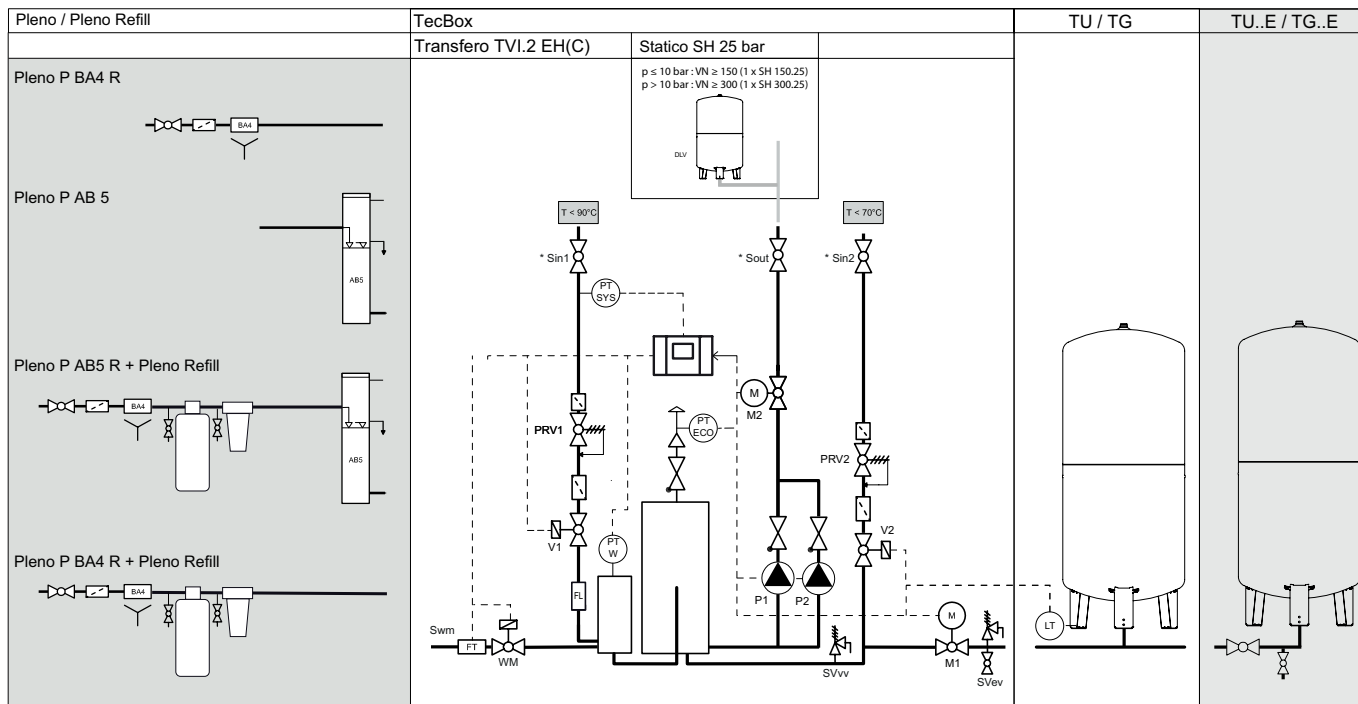 Pleno / Pleno Refill
TecBox
TU / TG
TU..E / TG..E
Transfero TVI.2 EH(C)
Statico SH 25 bar
p ≤ 10 bar : VN ≥ 150 (1 x SH 150.25)
p > 10 bar : VN ≥ 300 (1 x SH 300.25)
DLV
Pleno P BA4 R
BA4
Pleno P AB 5
AB5
Pleno P AB5 R + Pleno Refill
BA4
AB5
Pleno P BA4 R + Pleno Refill
BA4
T < 90°C
T < 70°C
* Sin1
* Sout
* Sin2
PT
SYS
M
M2
PT
ECO
PRV1
PRV2
V1
V2
PT
W
FL
P1
P2
Swm
FT
WM
SVvv
M
M1
SVev
LT